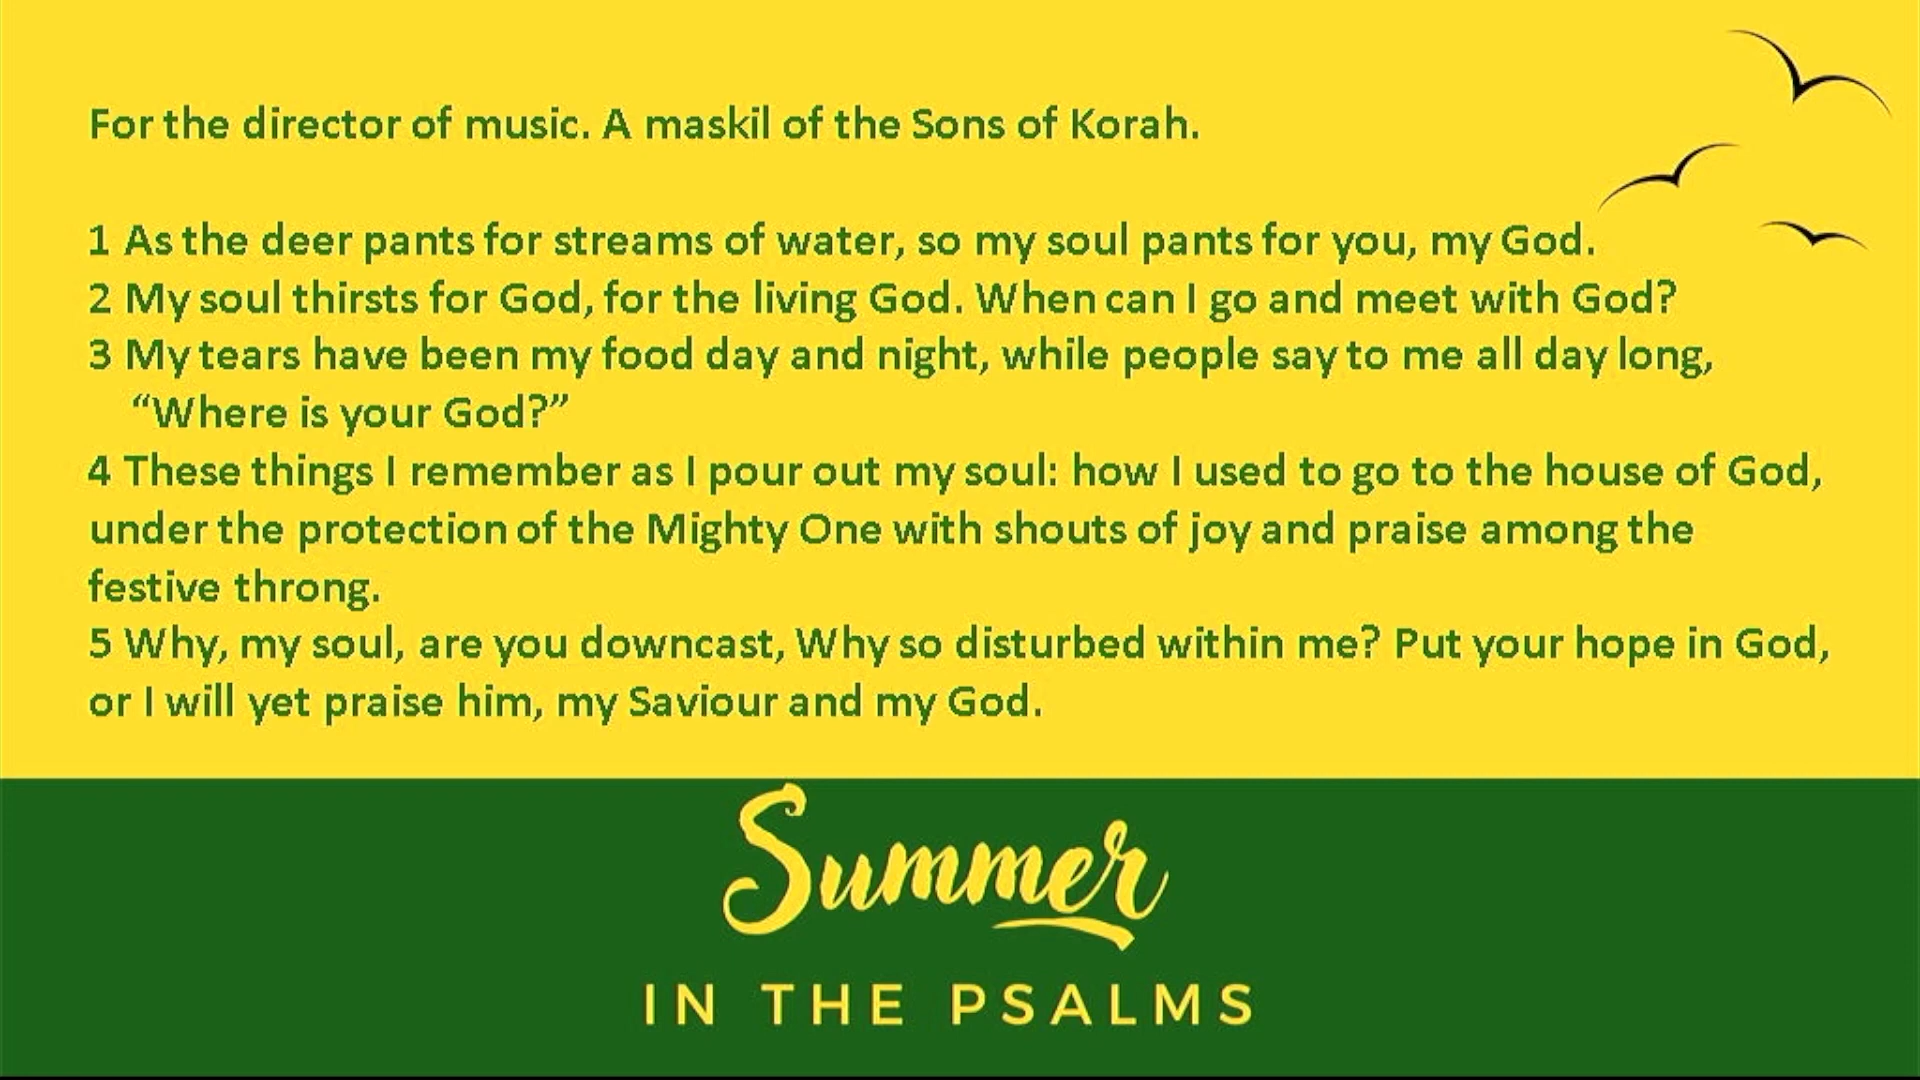 For the director of music. A maskil of the Sons of Korah.
1 As the deer pants for streams of water, so my soul pants for you, my God.
2 My soul thirsts for God, for the living God. When can I go and meet with God?
3 My tears have been my food day and night, while people say to me all day long,
“Where is your God?”
4 These things I remember as I pour out my soul: how I used to go to the house of God,
under the protection of the Mighty One with shouts of joy and praise among the
festive throng.
5 Why, my soul, are you downcast, Why so disturbed within me? Put your hope in God,
or I will yet praise him, my Saviour and my God.
Summer
IN THE PSALMS